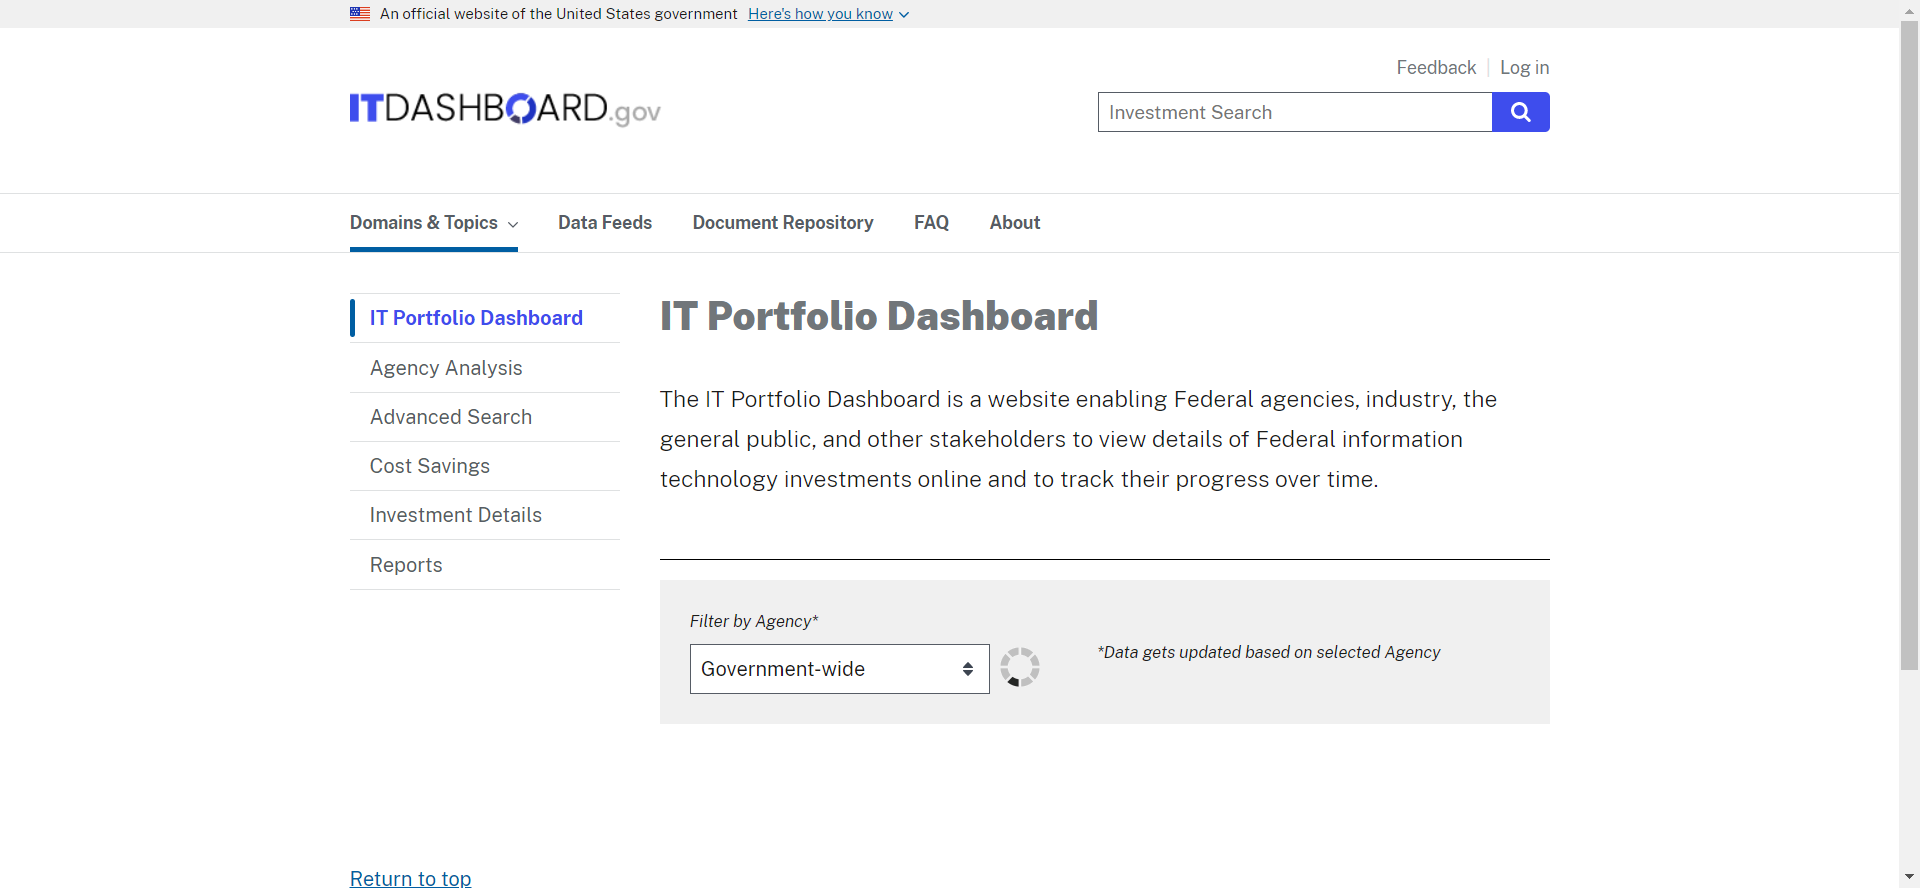 An official website of the United States government Here's how you know
Feedback Log in
ITDASHBOARD.gov
Investment Search
Domains & Topics Data Feeds Document Repository FAQ About
IT Portfolio Dashboard
Agency Analysis
Advanced Search
Cost Savings
Investment Details
Reports
IT Portfolio Dashboard
The IT Portfolio Dashboard is a website enabling Federal agencies, industry, the
general public, and other stakeholders to view details of Federal information
technology investments online and to track their progress over time.
Filter by Agency*
Government-wide
*Data gets updated based on selected Agency
Return to top